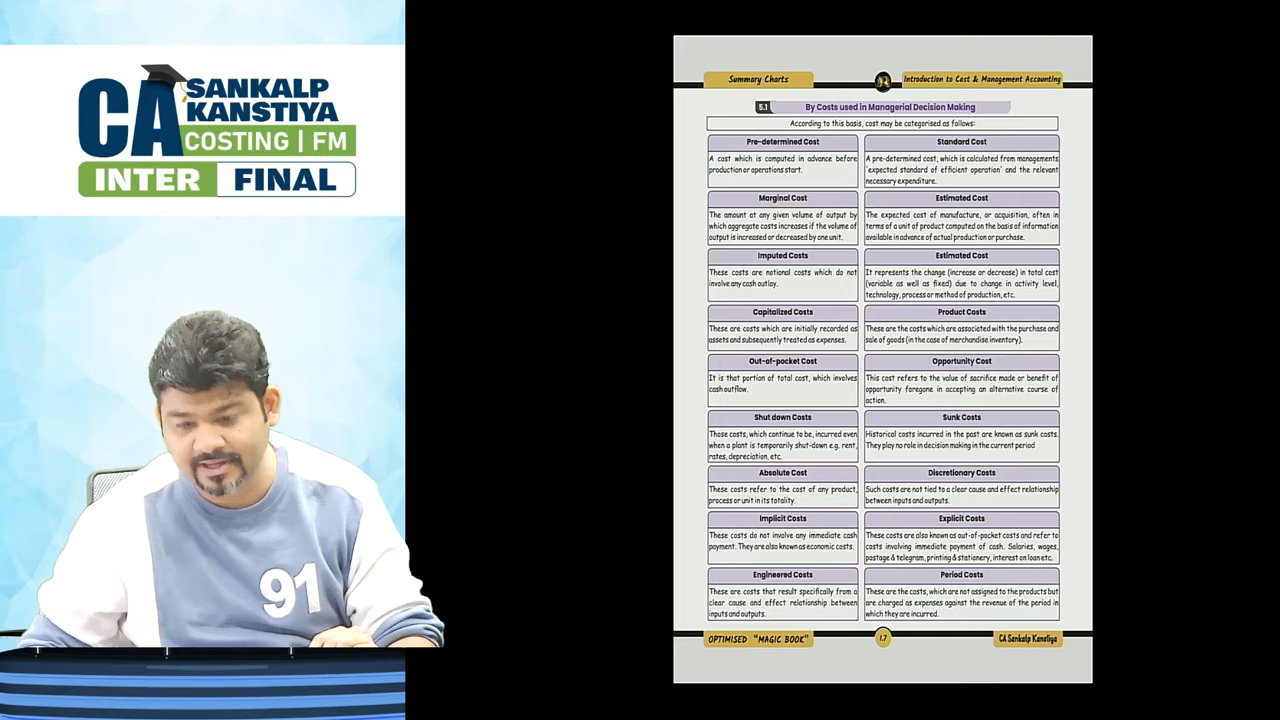 CA SANKALP
KANSTIYA
COSTING | FM
INTER FINAL
91
Summary Charts
Introduction to Cost & Management Accounting
5.1 By Costs used in Managerial Decision Making
According to this basis, cost may be categorised as follows:
Pre-determined Cost
A cost which is computed in advance before
production or operations start.
Standard Cost
A pre-determined cost, which is calculated from managements
'expected standard of efficient operation' and the relevant
necessary expenditure.
Marginal Cost
The amount at any given volume of output by
which aggregate costs increases if the volume of
output is increased or decreased by one unit.
Estimated Cost
The expected cost of manufacture, or acquisition, often in
terms of a unit of product computed on the basis of information
available in advance of actual production or purchase.
Imputed Costs
These costs are notional costs which do not
involve any cash outlay.
Estimated Cost
It represents the change (increase or decrease) in total cost
(variable as well as fixed) due to change in activity level,
technology, process or method of production, etc.
Capitalized Costs
These are costs which are initially recorded as
assets and subsequently treated as expenses.
Product Costs
These are the costs which are associated with the purchase and
sale of goods (in the case of merchandise inventory).
Out-of-pocket Cost
It is that portion of total cost, which involves
cash outflow.
Opportunity Cost
This cost refers to the value of sacrifice made or benefit of
opportunity foregone in accepting an alternative course of
action.
Shut down Costs
Those costs, which continue to be, incurred even
when a plant is temporarily shut-down e.g. rent,
rates, depreciation, etc.
Sunk Costs
Historical costs incurred in the past are known as sunk costs.
They play no role in decision making in the current period
Absolute Cost
These costs refer to the cost of any product,
process or unit in its totality.
Discretionary Costs
Such costs are not tied to a clear cause and effect relationship
between inputs and outputs.
Implicit Costs
These costs do not involve any immediate cash
payment. They are also known as economic costs.
Explicit Costs
These costs are also known as out-of-pocket costs and refer to
costs involving immediate payment of cash. Salaries, wages,
postage & telegram, printing & stationery, interest on loan etc.
Engineered Costs
These are costs that result specifically from a
clear cause and effect relationship between
inputs and outputs.
Period Costs
These are the costs, which are not assigned to the products but
are charged as expenses against the revenue of the period in
which they are incurred.
OPTIMISED "MAGIC BOOK"
1.7
CA Sankalp Kanstiya